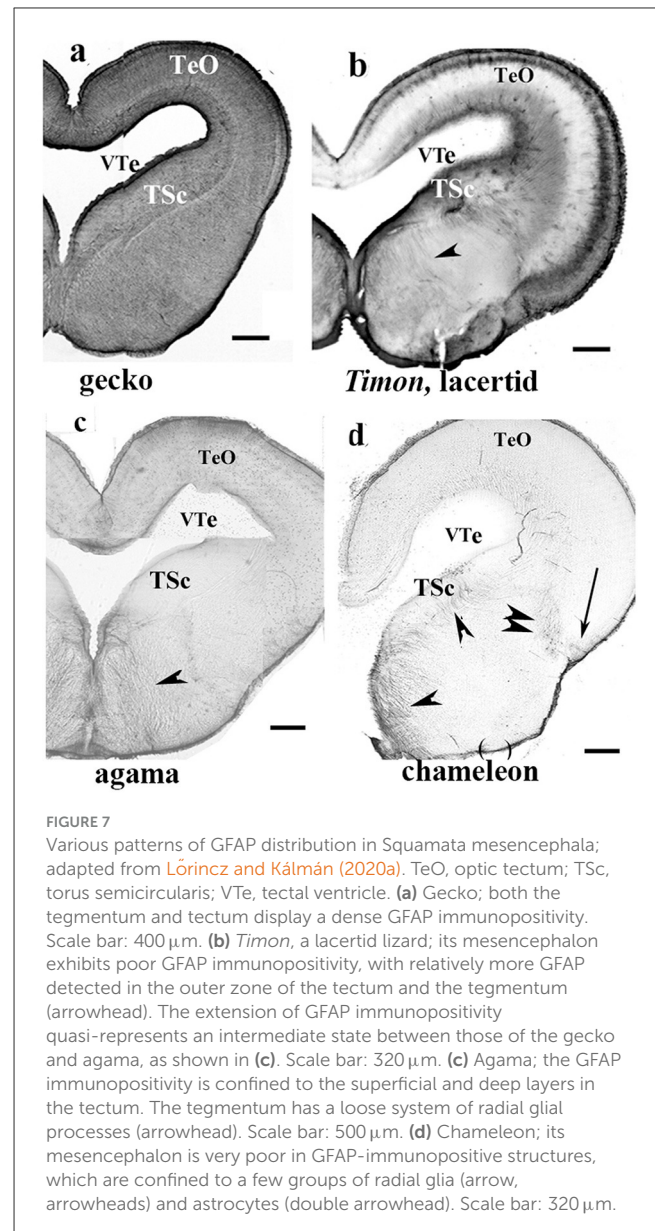 a
TeO
VTe
TSc
gecko
b
TeO
VTe
TSc
Timon, lacertid
c
TeO
VTe
TSc
agama
d
TeO
VTe
TSc
( )
chameleon
FIGURE 7
Various patterns of GFAP distribution in Squamata mesencephala;
adapted from Lőrincz and Kálmán (2020a). TeO, optic tectum; TSc,
torus semicircularis; VTe, tectal ventricle. (a) Gecko; both the
tegmentum and tectum display a dense GFAP immunopositivity.
Scale bar: 400 μm. (b) Timon, a lacertid lizard; its mesencephalon
exhibits poor GFAP immunopositivity, with relatively more GFAP
detected in the outer zone of the tectum and the tegmentum
(arrowhead). The extension of GFAP immunopositivity
quasi-represents an intermediate state between those of the gecko
and agama, as shown in (c). Scale bar: 320 μm. (c) Agama; the GFAP
immunopositivity is confined to the superficial and deep layers in
the tectum. The tegmentum has a loose system of radial glial
processes (arrowhead). Scale bar: 500 μm. (d) Chameleon; its
mesencephalon is very poor in GFAP-immunopositive structures,
which are confined to a few groups of radial glia (arrow,
arrowheads) and astrocytes (double arrowhead). Scale bar: 320 μm.